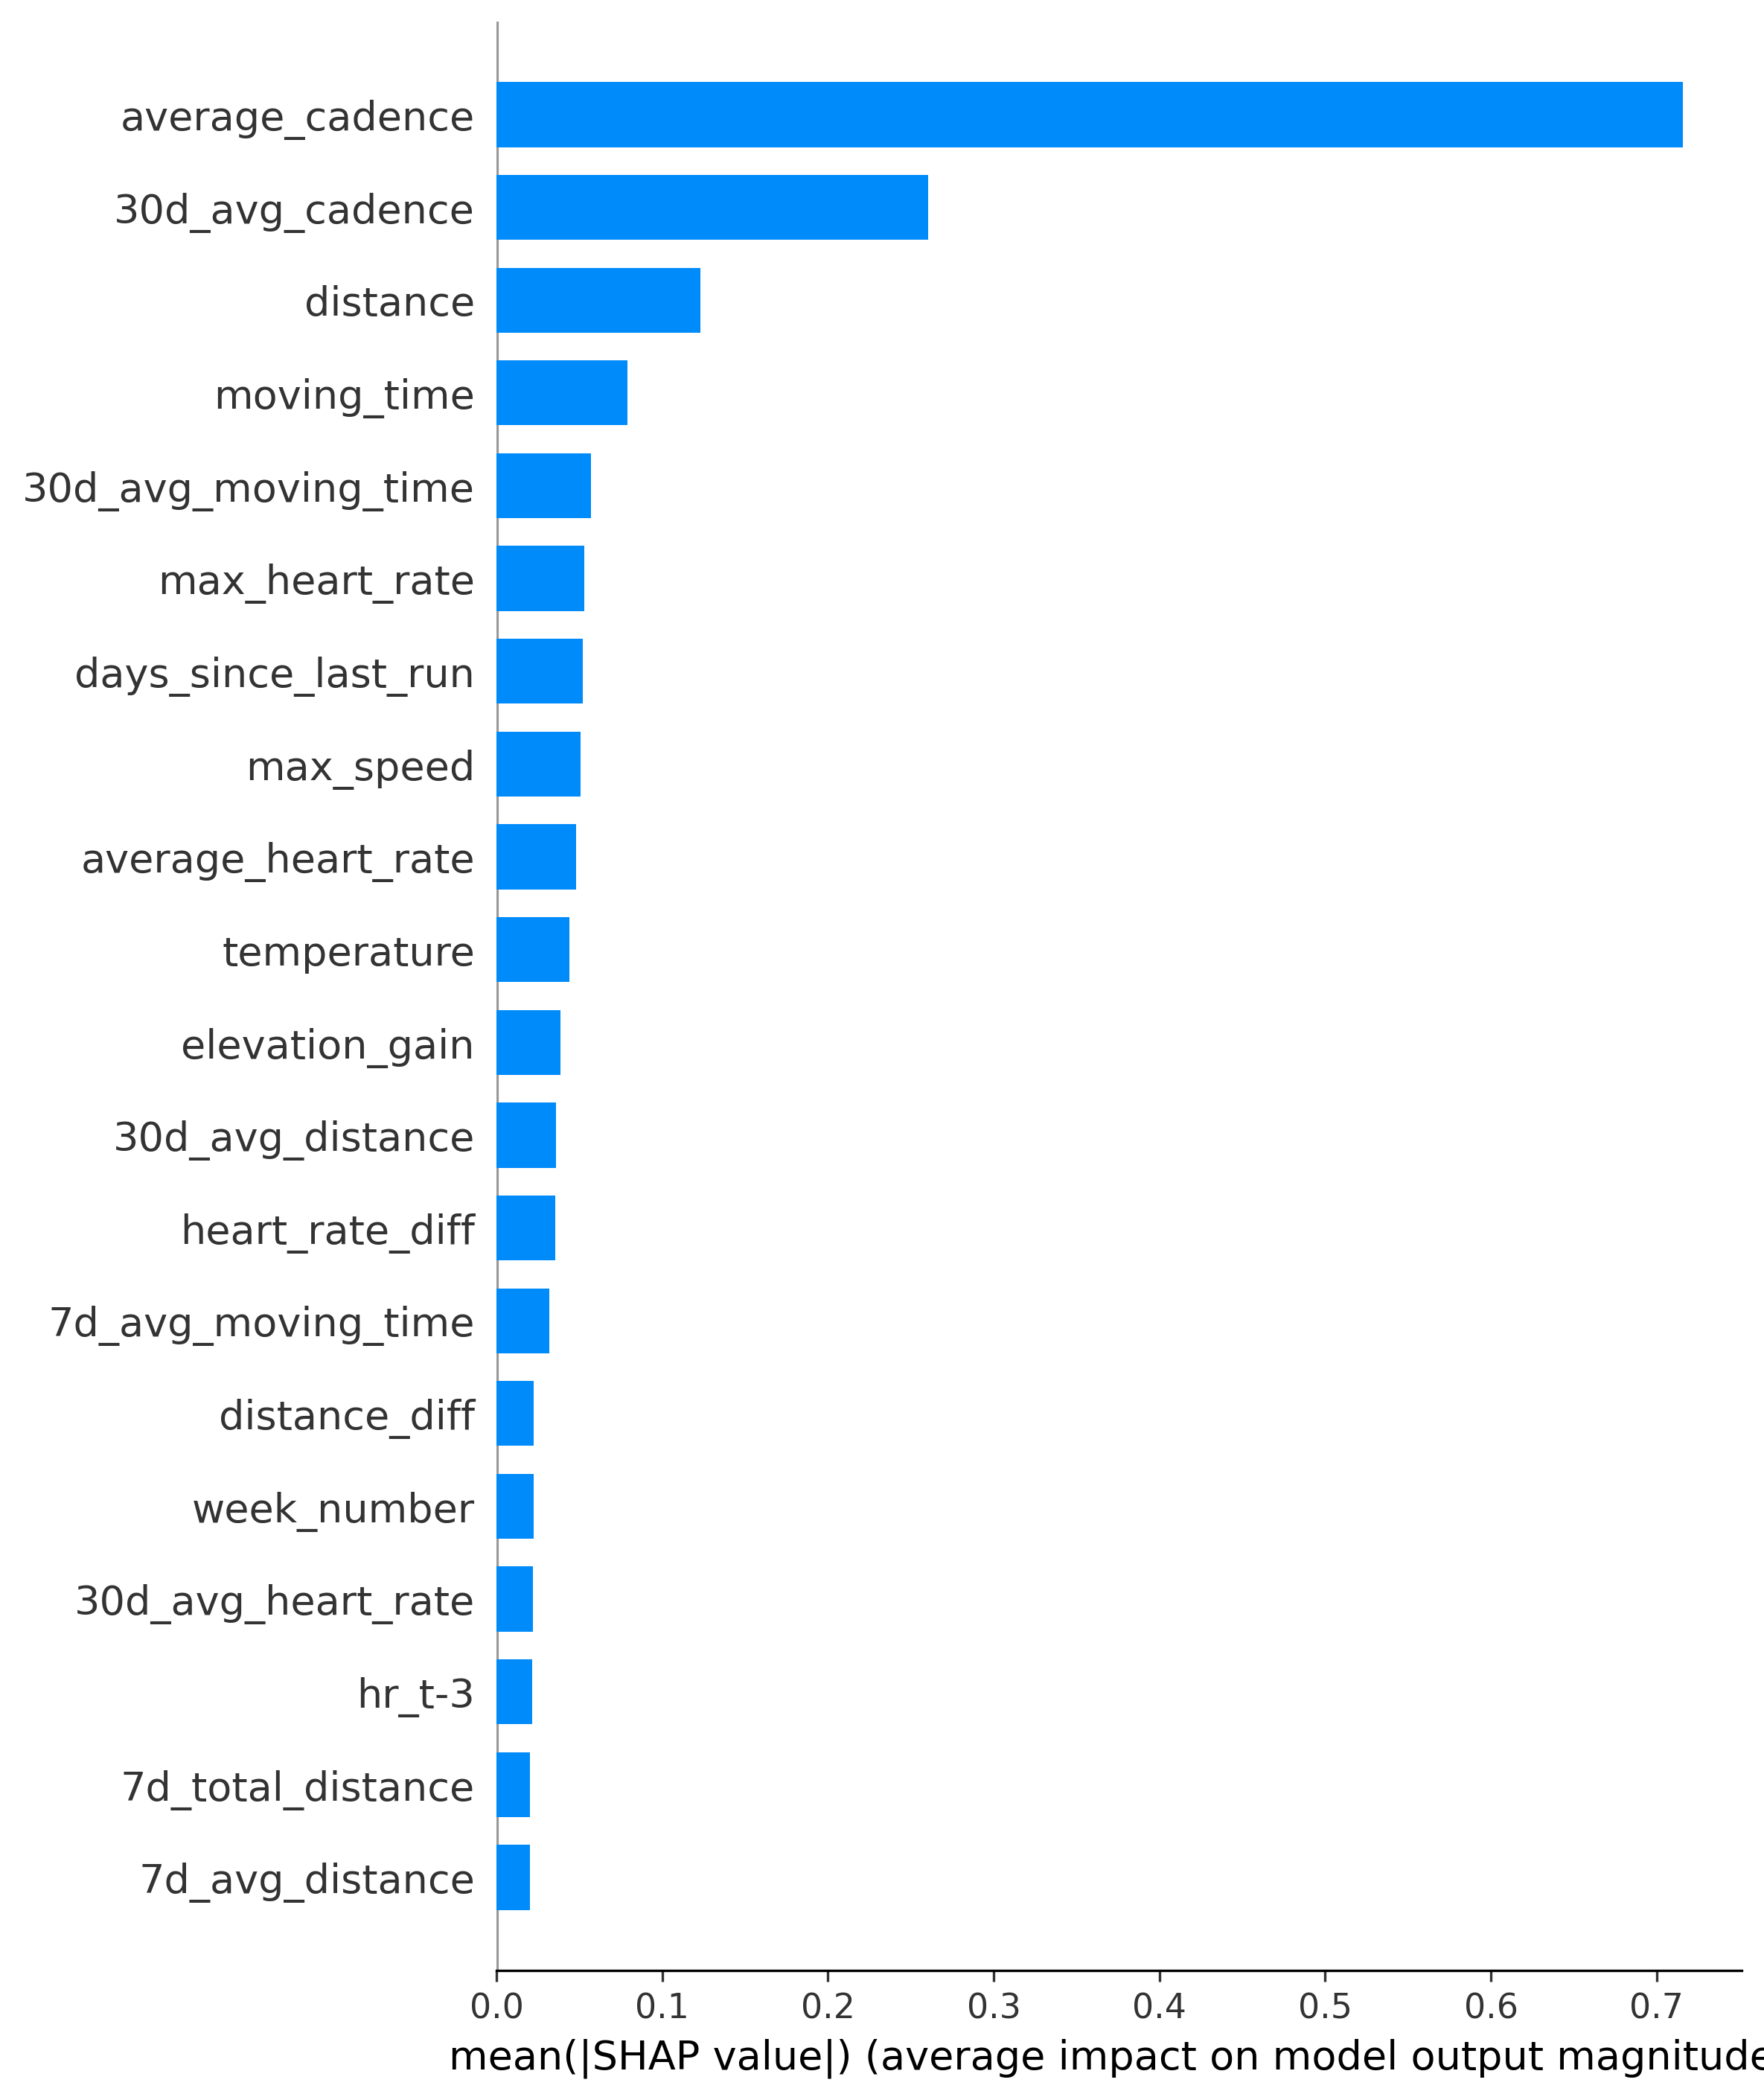 average_cadence
30d_avg_cadence
distance
moving_time
30d_avg_moving_time
max_heart_rate
days_since_last_run
max_speed
average_heart_rate
temperature
elevation_gain
30d_avg_distance
heart_rate_diff
7d_avg_moving_time
distance_diff
week_number
30d_avg_heart_rate
hr_t-3
7d_total_distance
7d_avg_distance
0.0 0.1 0.2 0.3 0.4 0.5 0.6 0.7
mean(|SHAP value|) (average impact on model output magnitude